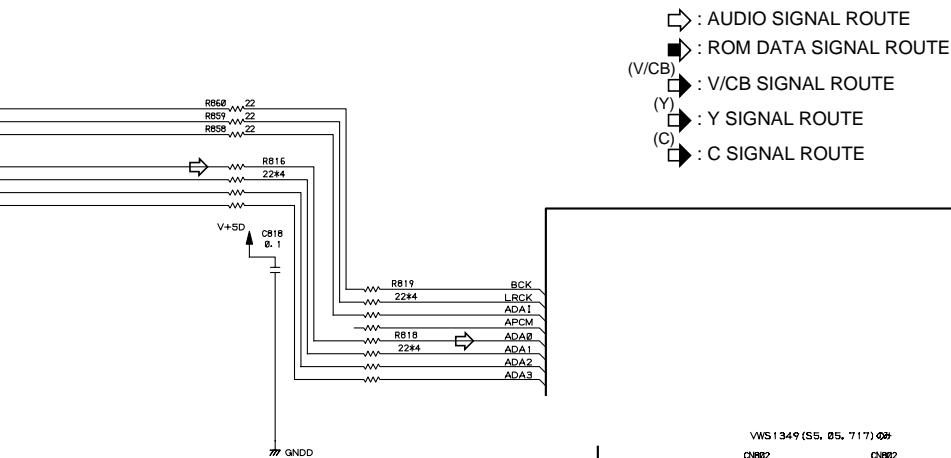 : AUDIO SIGNAL ROUTE
: ROM DATA SIGNAL ROUTE
(V/CB)
: V/CB SIGNAL ROUTE
(Y)
: Y SIGNAL ROUTE
(C)
: C SIGNAL ROUTE
R860 22
R859 22
R858 22
R816
22*4
V+5D
C818
0.1
R819
22*4
BCK
LRCK
ADAI
APCM
R818
22*4
ADA0
ADA1
ADA2
ADA3
GNDD
VWS1349(S5, 05, 717)のみ
CN802 CN802